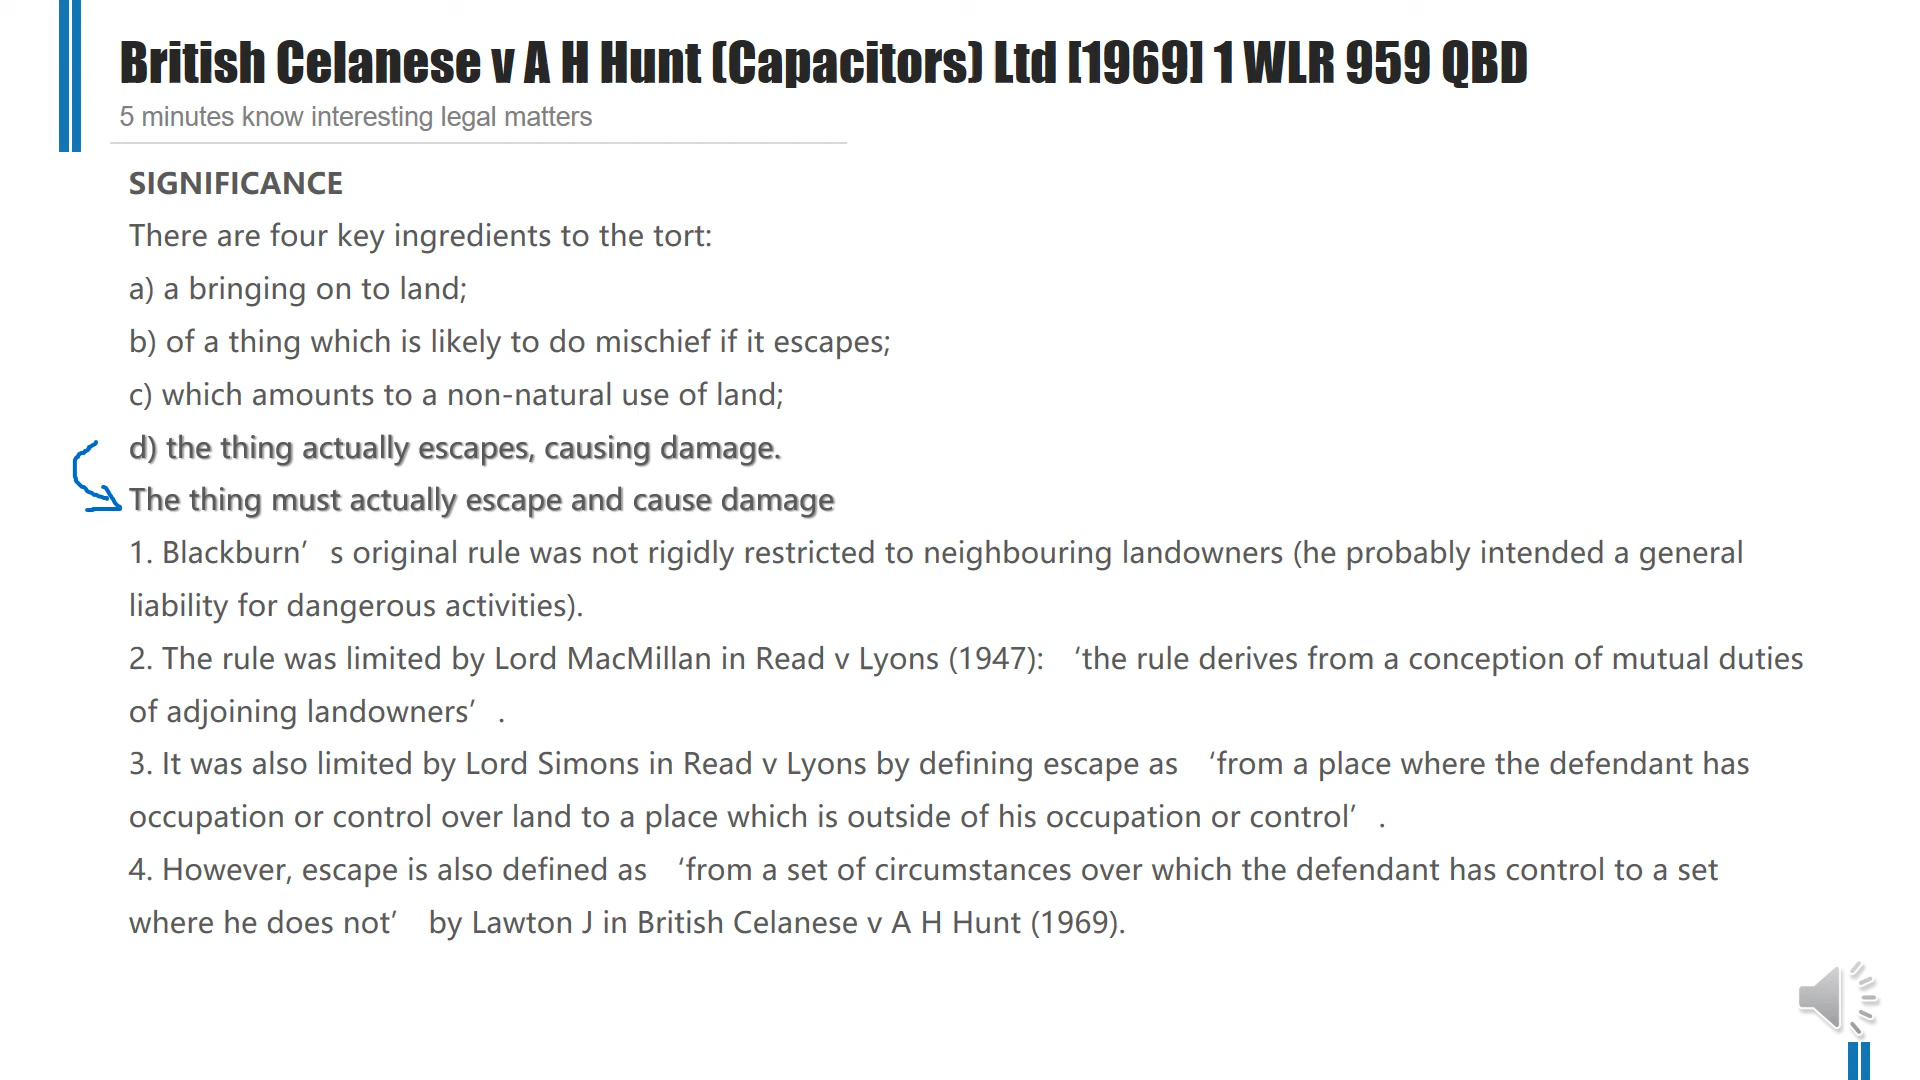 British Celanese v A H Hunt (Capacitors) Ltd [1969] 1 WLR 959 QBD
5 minutes know interesting legal matters
SIGNIFICANCE
There are four key ingredients to the tort:
a) a bringing on to land;
b) of a thing which is likely to do mischief if it escapes;
c) which amounts to a non-natural use of land;
d) the thing actually escapes, causing damage.
The thing must actually escape and cause damage
1. Blackburn’ s original rule was not rigidly restricted to neighbouring landowners (he probably intended a general
liability for dangerous activities).
2. The rule was limited by Lord MacMillan in Read v Lyons (1947): ‘the rule derives from a conception of mutual duties
of adjoining landowners’ .
3. It was also limited by Lord Simons in Read v Lyons by defining escape as ‘from a place where the defendant has
occupation or control over land to a place which is outside of his occupation or control’ .
4. However, escape is also defined as ‘from a set of circumstances over which the defendant has control to a set
where he does not’ by Lawton J in British Celanese v A H Hunt (1969).